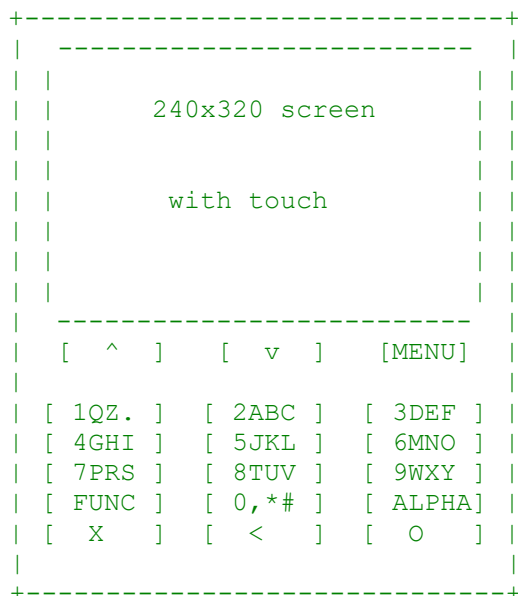 +------------------------------+
|  --------------------------  |
| |                          | |
| |      240x320 screen      | |
| |                          | |
| |                          | |
| |       with touch         | |
| |                          | |
| |                          | |
| |                          | |
|  --------------------------  |
|  [  ^  ]   [  v  ]   [MENU]  |
|                              |
| [ 1QZ. ]  [ 2ABC ]  [ 3DEF ] |
| [ 4GHI ]  [ 5JKL ]  [ 6MNO ] |
| [ 7PRS ]  [ 8TUV ]  [ 9WXY ] |
| [ FUNC ]  [ 0,*# ]  [ ALPHA] |
| [  X   ]  [  <   ]  [  O   ] |
|                              |
+------------------------------+